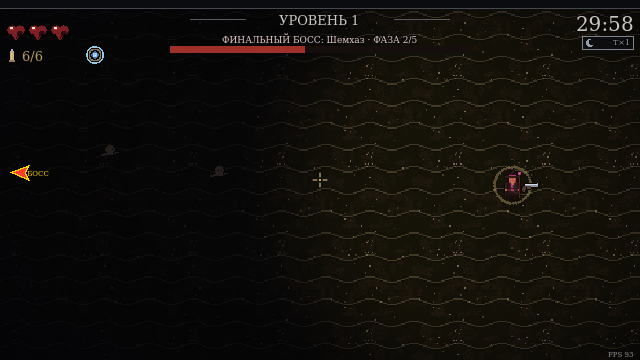 УРОВЕНЬ 1
29:58
ФИНАЛЬНЫЙ БОСС: Шемхаз · ФАЗА 2/5
T×1
6/6
БОСС
FPS 93